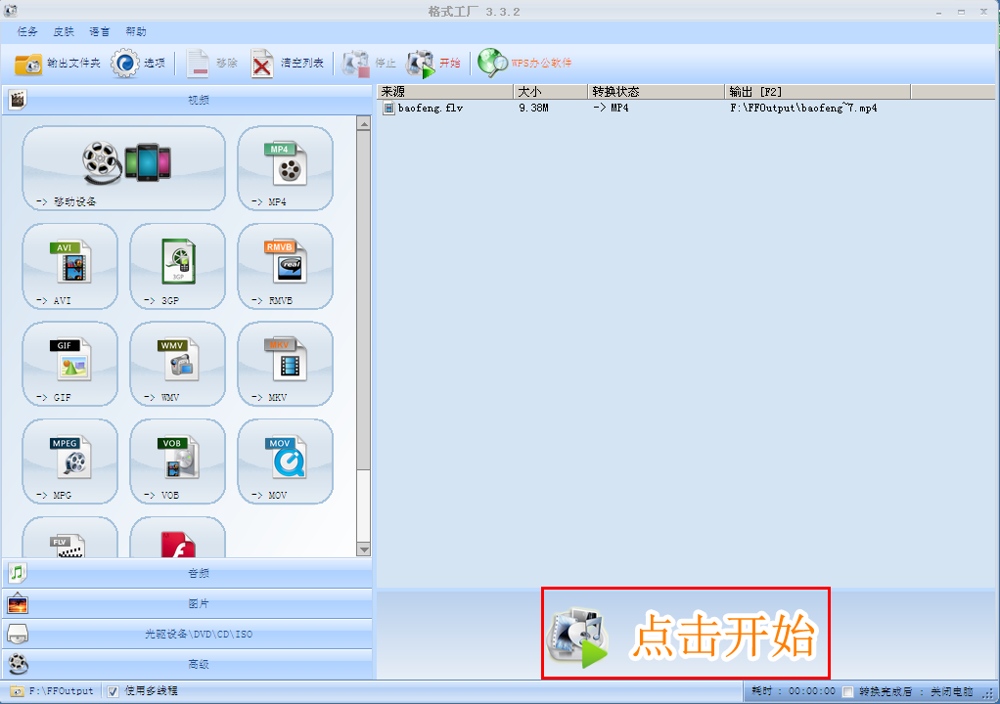 格式工厂 3.3.2
任务 皮肤 语言 帮助
输出文件夹 选项 移除 清空列表 停止 开始 WPS办公软件
视频
来源 大小 转换状态 输出 [F2]
baofeng.flv 9.38M -> MP4 F:\FFOutput\baofeng~7.mp4
MP4
-> 移动设备 -> MP4
AVI 3GP RMVB real
-> AVI -> 3GP -> RMVB
GIF WMV MKV
-> GIF -> WMV -> MKV
MPEG VOB MOV
-> MPG -> VOB -> MOV
FLV
音频
图片
光驱设备\DVD\CD\ISO
高级
点击开始
F:\FFOutput 使用多线程 耗时 : 00:00:00 转换完成后 : 关闭电脑